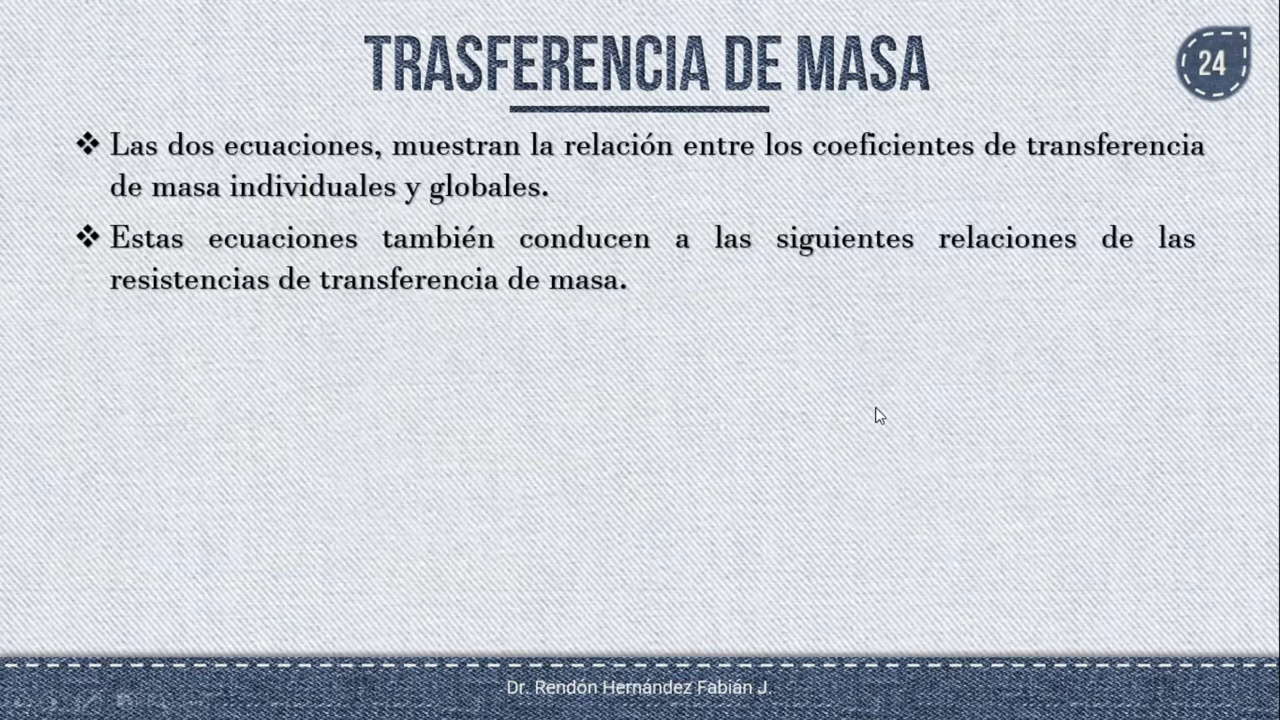 TRASFERENCIA DE MASA
24
❖ Las dos ecuaciones, muestran la relación entre los coeficientes de transferencia
de masa individuales y globales.
❖ Estas ecuaciones también conducen a las siguientes relaciones de las
resistencias de transferencia de masa.
Dr. Rendón Hernández Fabián J.